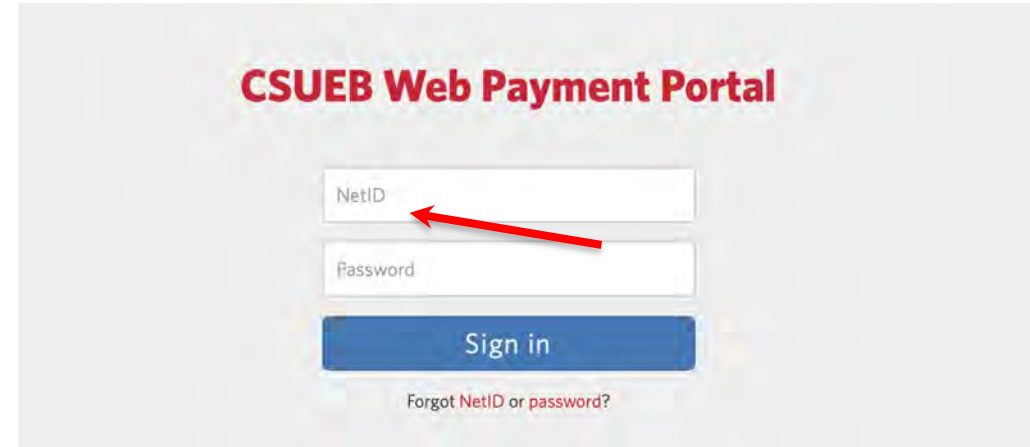 CSUEB Web Payment Portal
NetID
Password
Sign in
Forgot NetID or password?